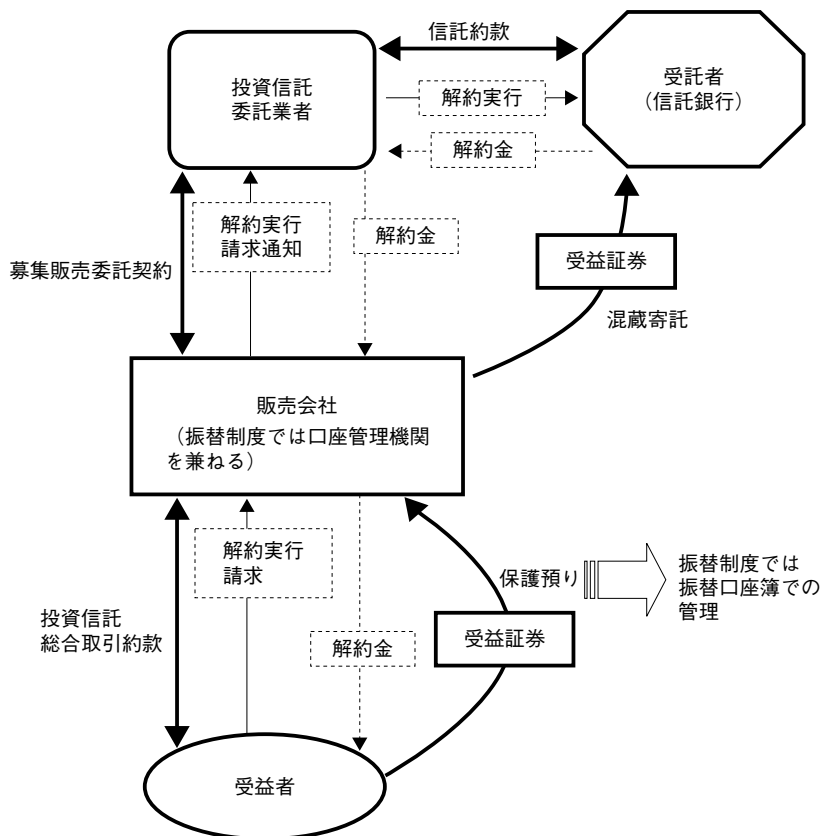 信託約款
投資信託
委託業者
受託者
（信託銀行）
解約実行
解約金
解約実行
請求通知
解約金
募集販売委託契約
受益証券
混蔵寄託
販売会社
（振替制度では口座管理機関
を兼ねる）
解約実行
請求
保護預り
振替制度では
振替口座簿での
管理
投資信託
総合取引約款
解約金
受益証券
受益者